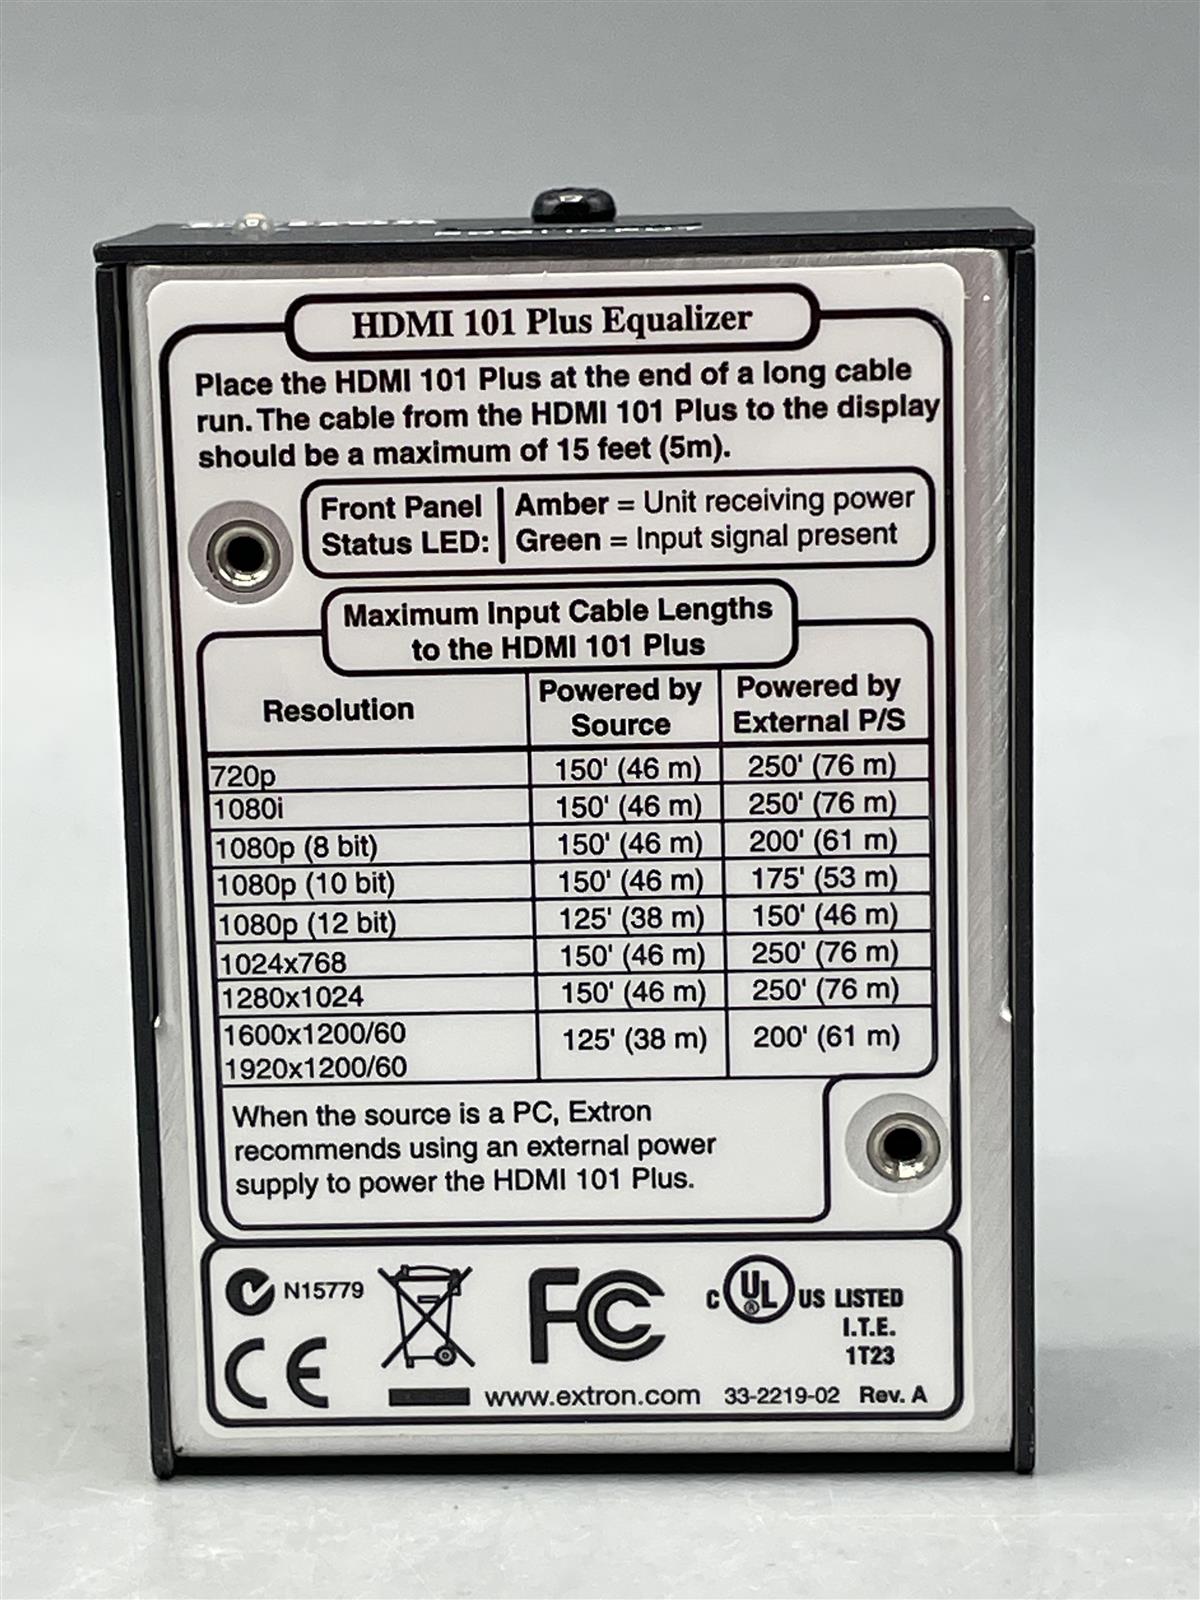 HDMI 101 Plus Equalizer
Place the HDMI 101 Plus at the end of a long cable
run. The cable from the HDMI 101 Plus to the display
should be a maximum of 15 feet (5m).
Front Panel Amber = Unit receiving power
Status LED: Green = Input signal present
Maximum Input Cable Lengths
to the HDMI 101 Plus
Resolution Powered by Source Powered by External P/S
720p 150' (46 m) 250' (76 m)
1080i 150' (46 m) 250' (76 m)
1080p (8 bit) 150' (46 m) 200' (61 m)
1080p (10 bit) 150' (46 m) 175' (53 m)
1080p (12 bit) 125' (38 m) 150' (46 m)
1024x768 150' (46 m) 250' (76 m)
1280x1024 150' (46 m) 250' (76 m)
1600x1200/60 125' (38 m) 200' (61 m)
1920x1200/60
When the source is a PC, Extron
recommends using an external power
supply to power the HDMI 101 Plus.
N15779 FC C UL ® US LISTED
I.T.E.
1T23
CE
www.extron.com 33-2219-02 Rev. A